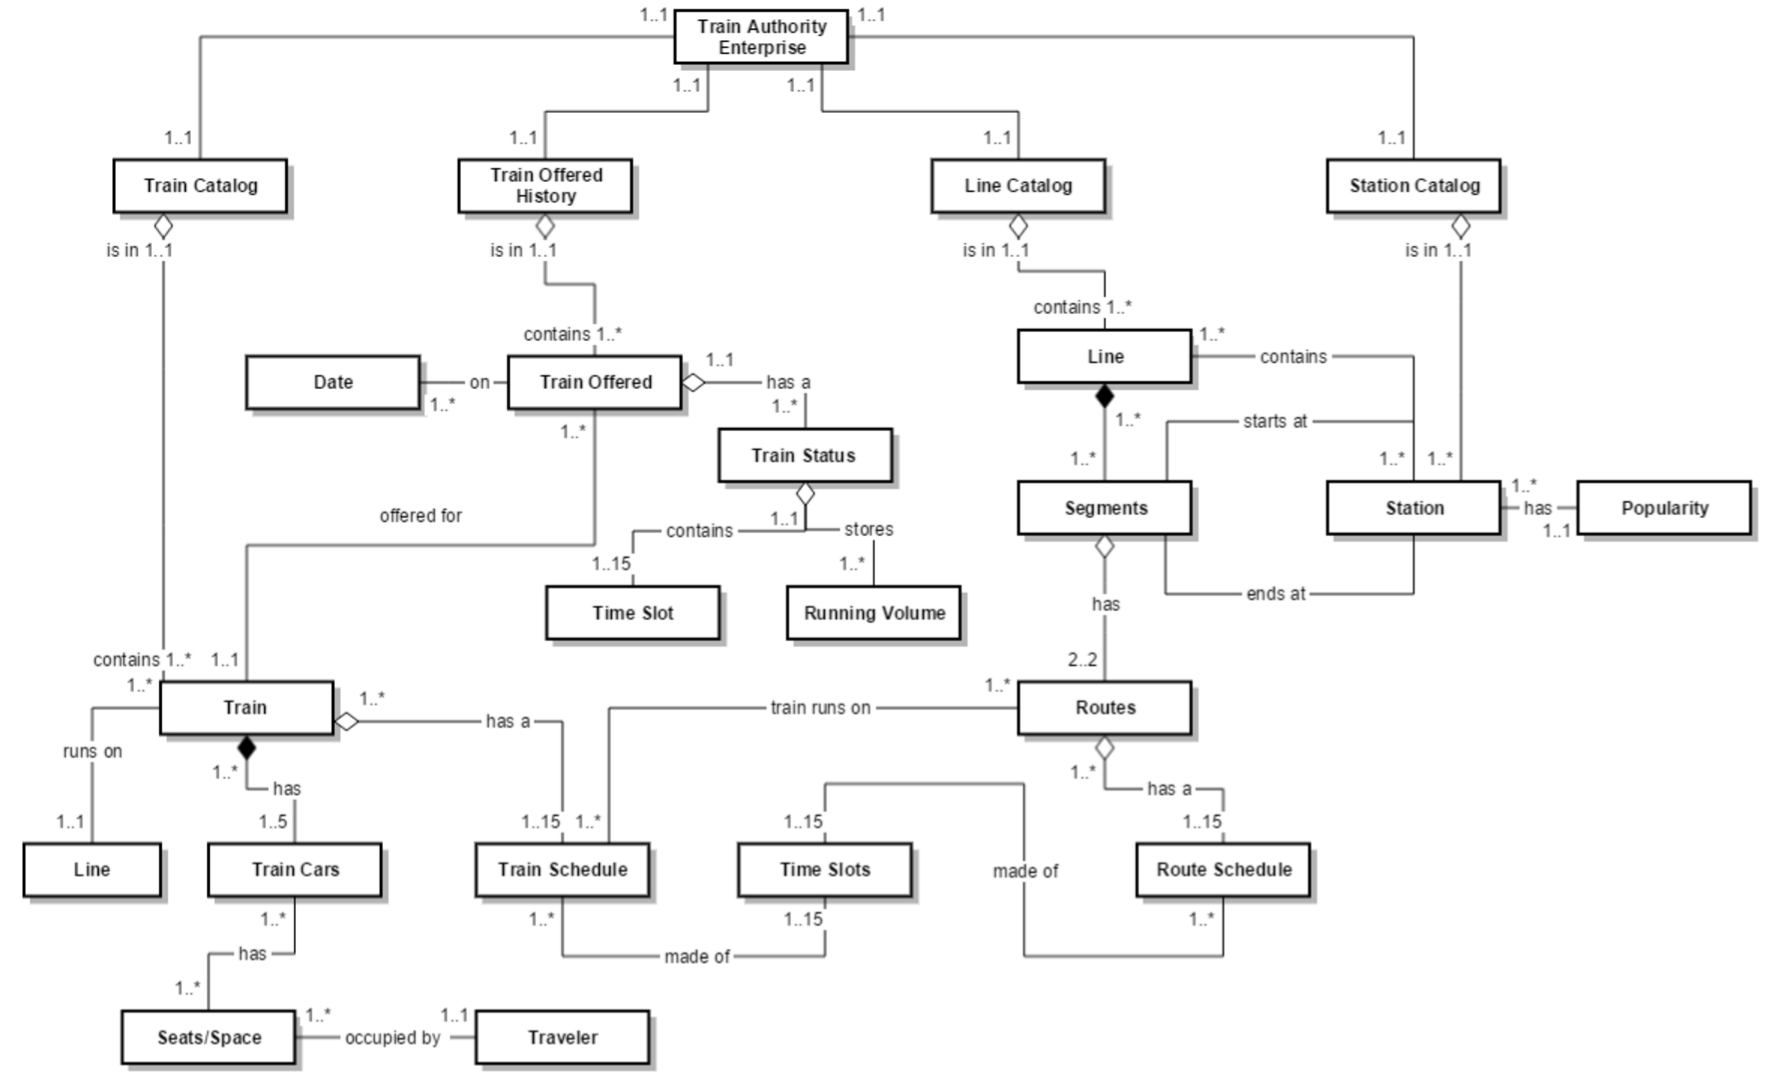 1..1
Train Authority
Enterprise
1..1
1..1
1..1
1..1
1..1
1..1
1..1
Train Catalog
Train Offered
History
Line Catalog
Station Catalog
is in 1..1
is in 1..1
is in 1..1
is in 1..1
contains 1..*
contains 1..*
Date
on
1..*
Train Offered
1..1
has a
1..*
1..*
Line
1..*
contains
1..*
starts at
Train Status
1..*
1..*
1..*
offered for
1..1
contains
stores
1..15
1..*
Segments
Station
1..*
has
1..1
Popularity
Time Slot
Running Volume
has
ends at
contains 1..*
1..1
2..2
1..*
Train
1..*
has a
train runs on
1..*
Routes
runs on
1..*
has
1..*
has a
1..1
1..5
1..15
1..*
1..15
1..15
Line
Train Cars
Train Schedule
Time Slots
made of
Route Schedule
1..*
1..*
1..15
1..*
has
made of
1..*
Seats/Space
1..*
occupied by
1..1
Traveler